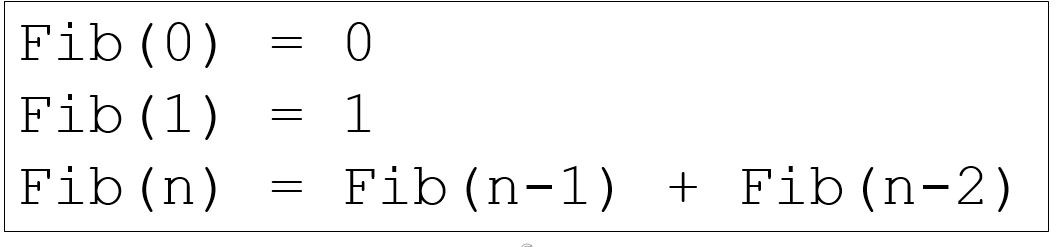 Fib(0) = 0
Fib(1) = 1
Fib(n) = Fib(n-1) + Fib(n-2)